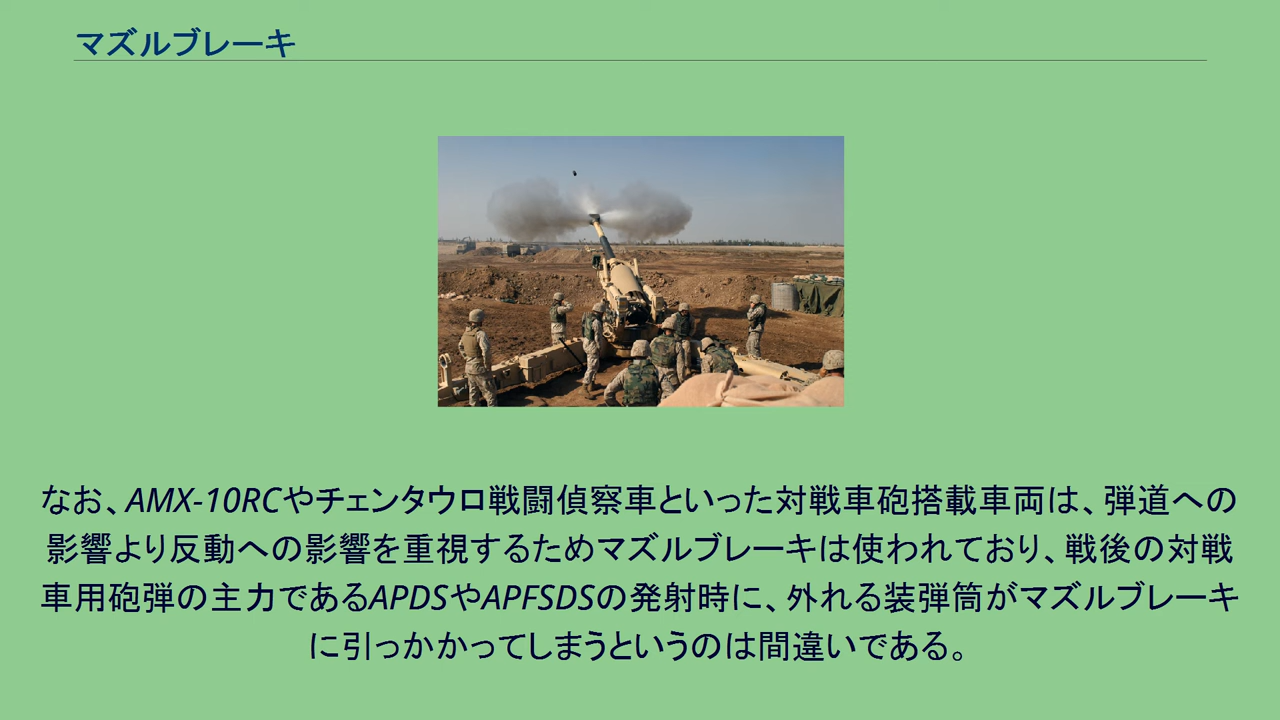 マズルブレーキ
なお、AMX-10RCやチェンタウロ戦闘偵察車といった対戦車砲搭載車両は、弾道への
影響より反動への影響を重視するためマズルブレーキは使われており、戦後の対戦
車用砲弾の主力であるAPDSやAPFSDSの発射時に、外れる装弾筒がマズルブレーキ
に引っかかってしまうというのは間違いである。